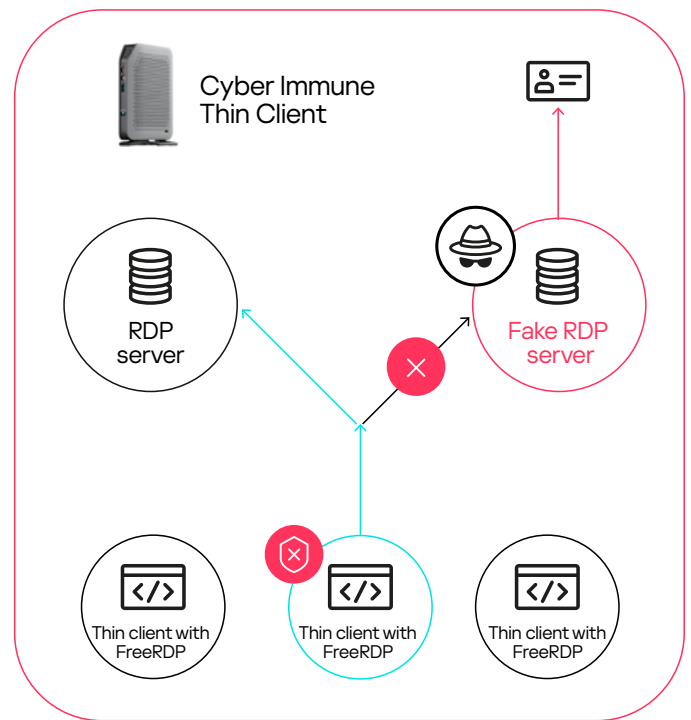 Cyber Immune
Thin Client
RDP
server
Fake RDP
server
</>
Thin client with
FreeRDP
</>
Thin client with
FreeRDP
</>
Thin client with
FreeRDP